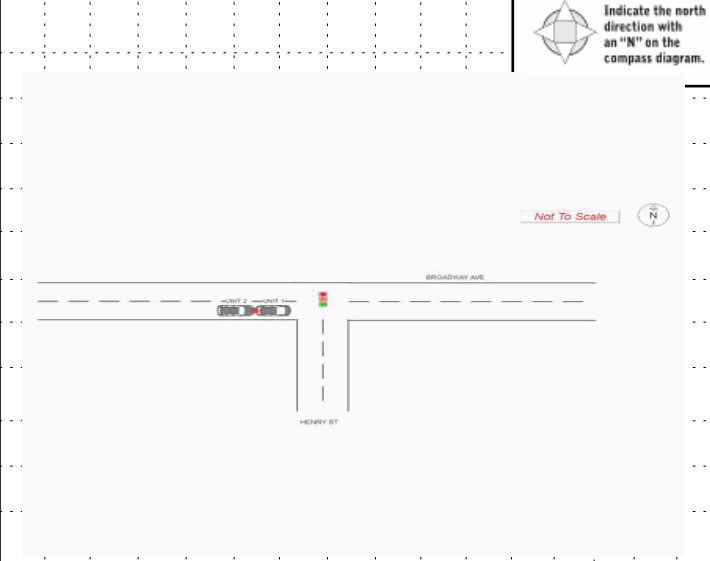 Indicate the north
direction with
an “N” on the
compass diagram.
Not To Scale
N
BROADWAY AVE
UNIT 2 UNIT 1
HENRY ST